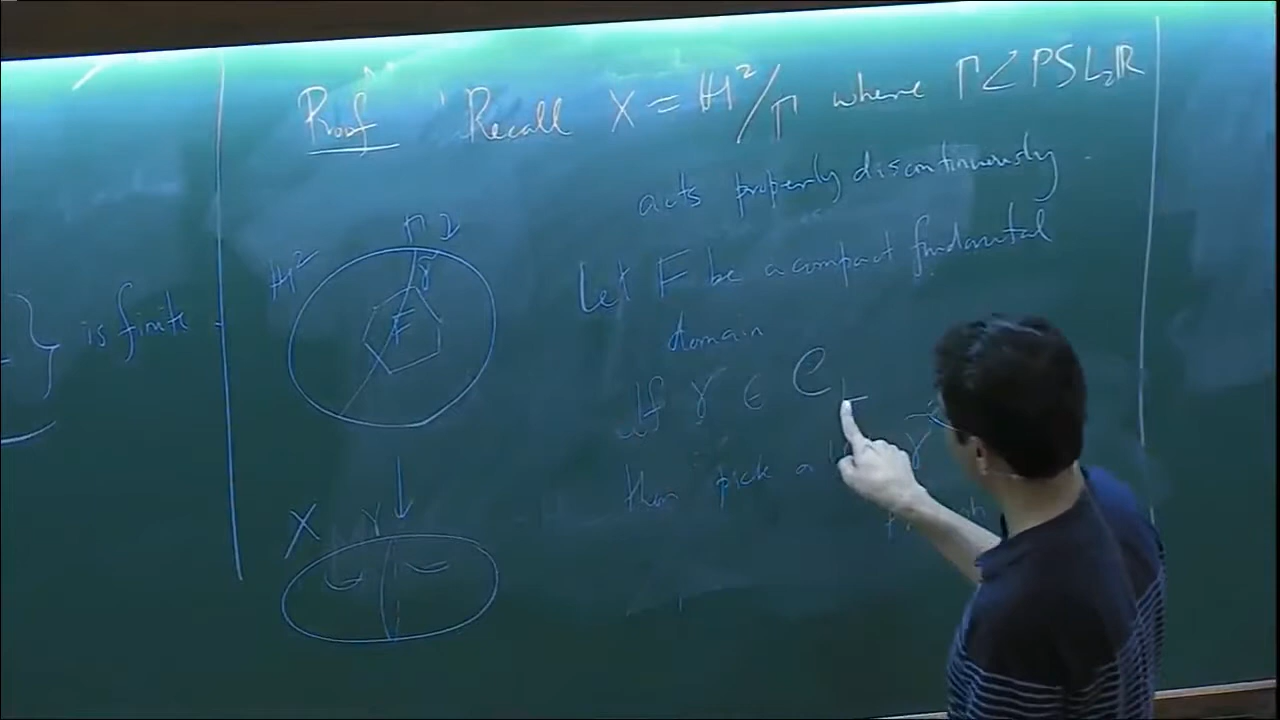 Proof Recall X = ℍ²/Γ where Γ < PSL₂ℝ
acts properly discontinuously.
Let F be a compact fundamental
domain
If γ ∈ C_L
then pick a
γ̃
} is finite
ℍ²
Γ
γ̃
F
X
γ